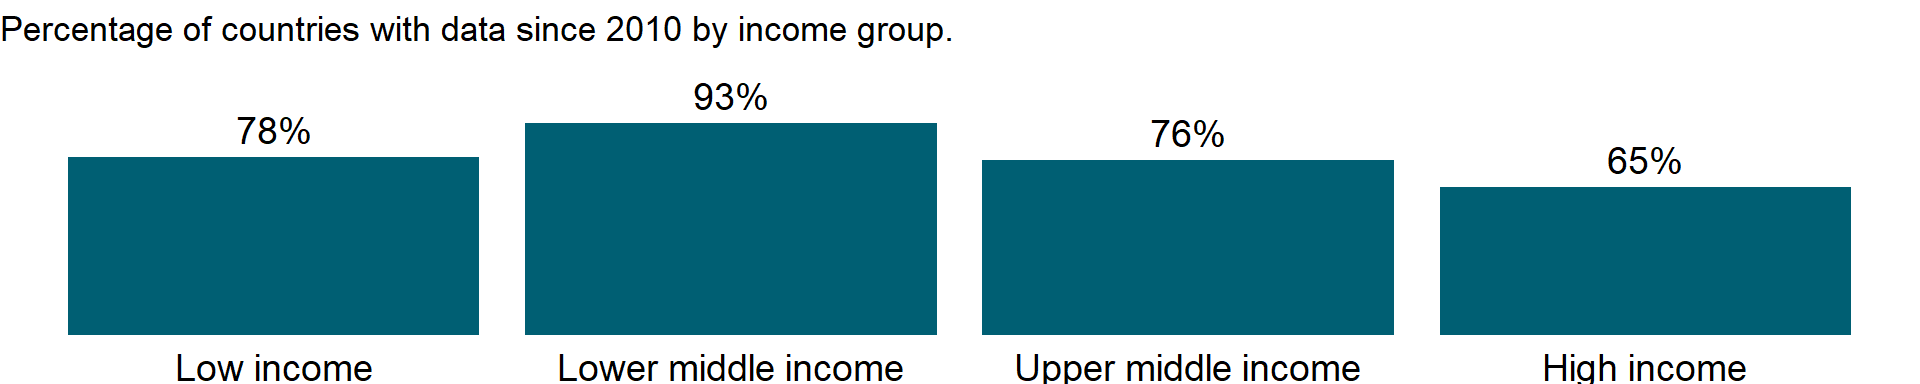 Percentage of countries with data since 2010 by income group.
78%
93%
76%
65%
Low income
Lower middle income
Upper middle income
High income